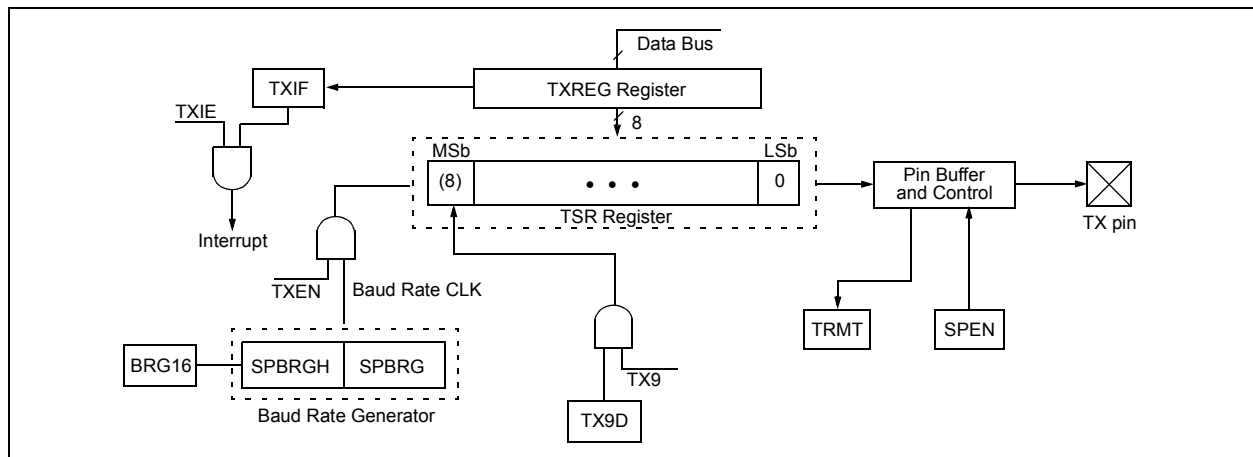 Data Bus
TXIF
TXREG Register
TXIE
8
MSb
LSb
(8)
• • •
0
Pin Buffer
and Control
TSR Register
TX pin
Interrupt
TXEN
Baud Rate CLK
TRMT
SPEN
BRG16
SPBRGH
SPBRG
TX9
Baud Rate Generator
TX9D